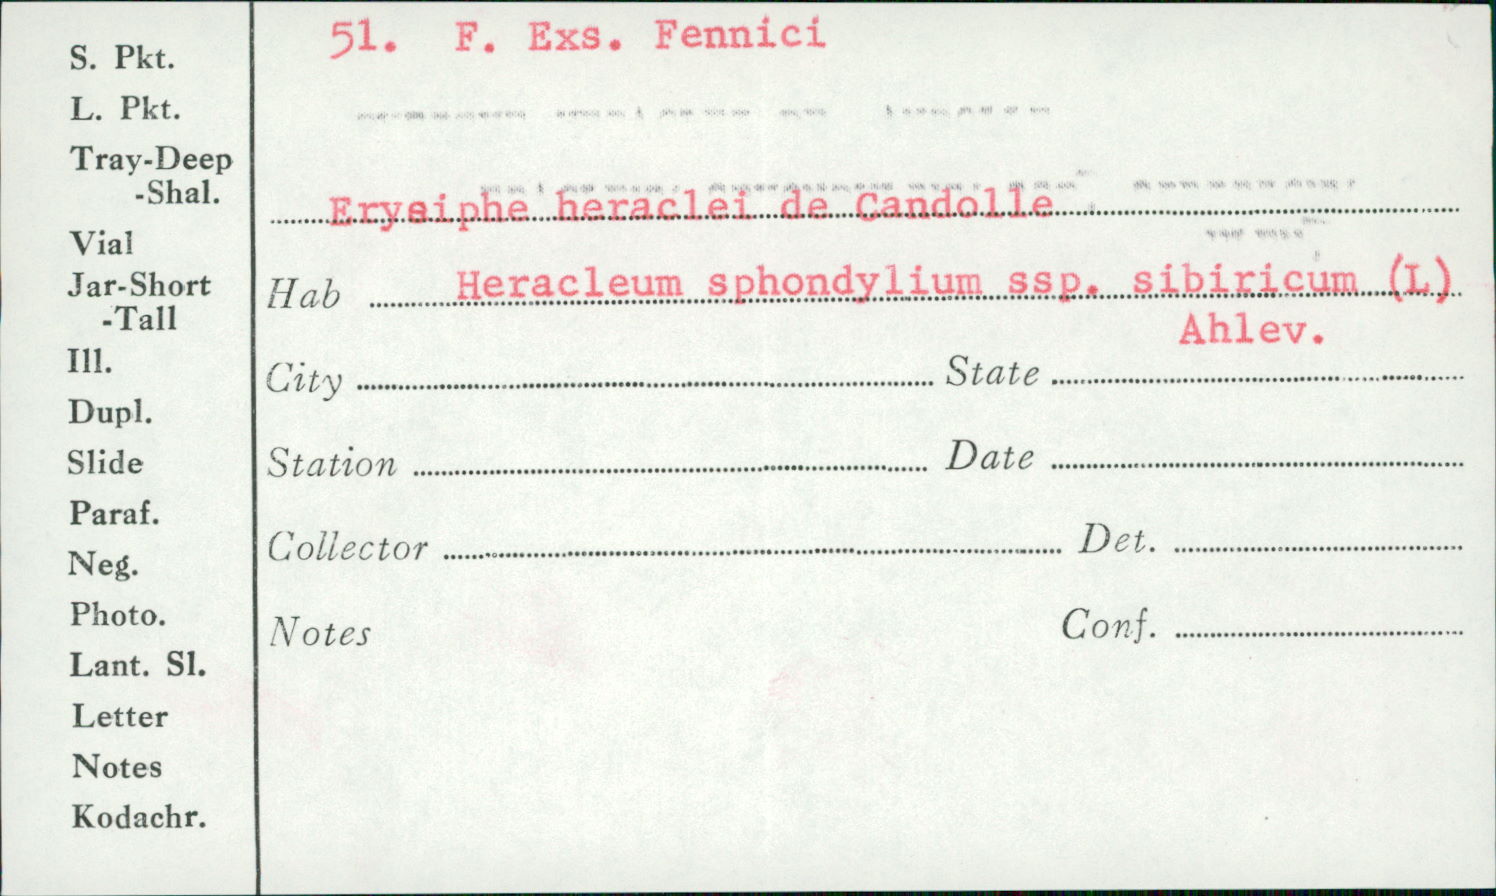 51. F. Exs. Fennici
S. Pkt.
L. Pkt.
Tray-Deep
-Shal.
Erysiphe heraclei de Candolle
Vial
Jar-Short
-Tall
Hab Heracleum sphondylium ssp. sibiricum (L)
Ahlev.
Ill.
City State
Dupl.
Slide
Station Date
Paraf.
Collector Det.
Neg.
Photo.
Notes Conf.
Lant. Sl.
Letter
Notes
Kodachr.